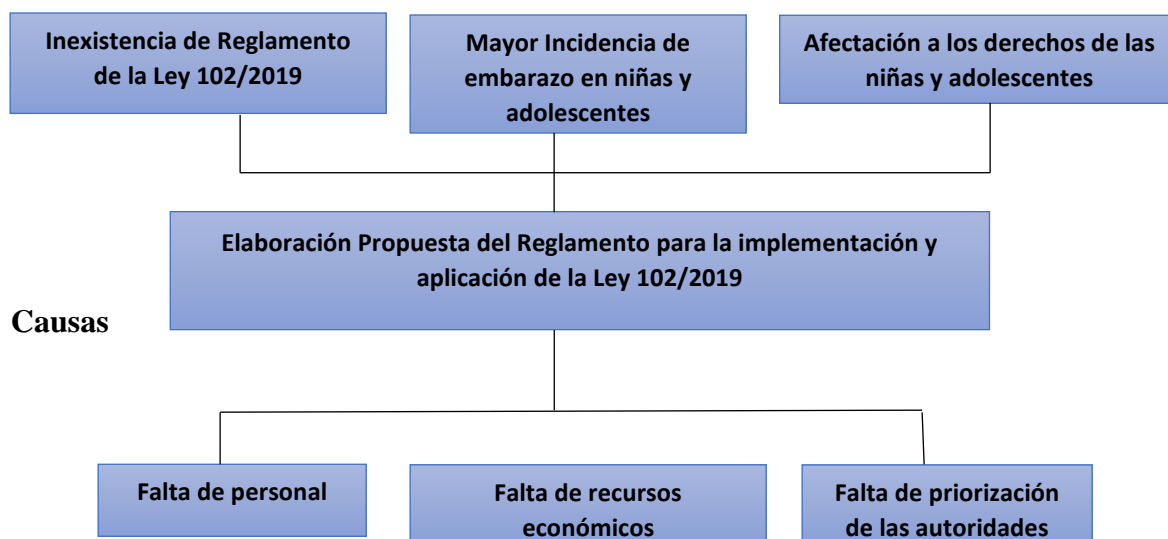 Inexistencia de Reglamento
de la Ley 102/2019
Mayor Incidencia de
embarazo en niñas y
adolescentes
Afectación a los derechos de las
niñas y adolescentes
Elaboración Propuesta del Reglamento para la implementación y
aplicación de la Ley 102/2019
Causas
Falta de personal
Falta de recursos
económicos
Falta de priorización
de las autoridades